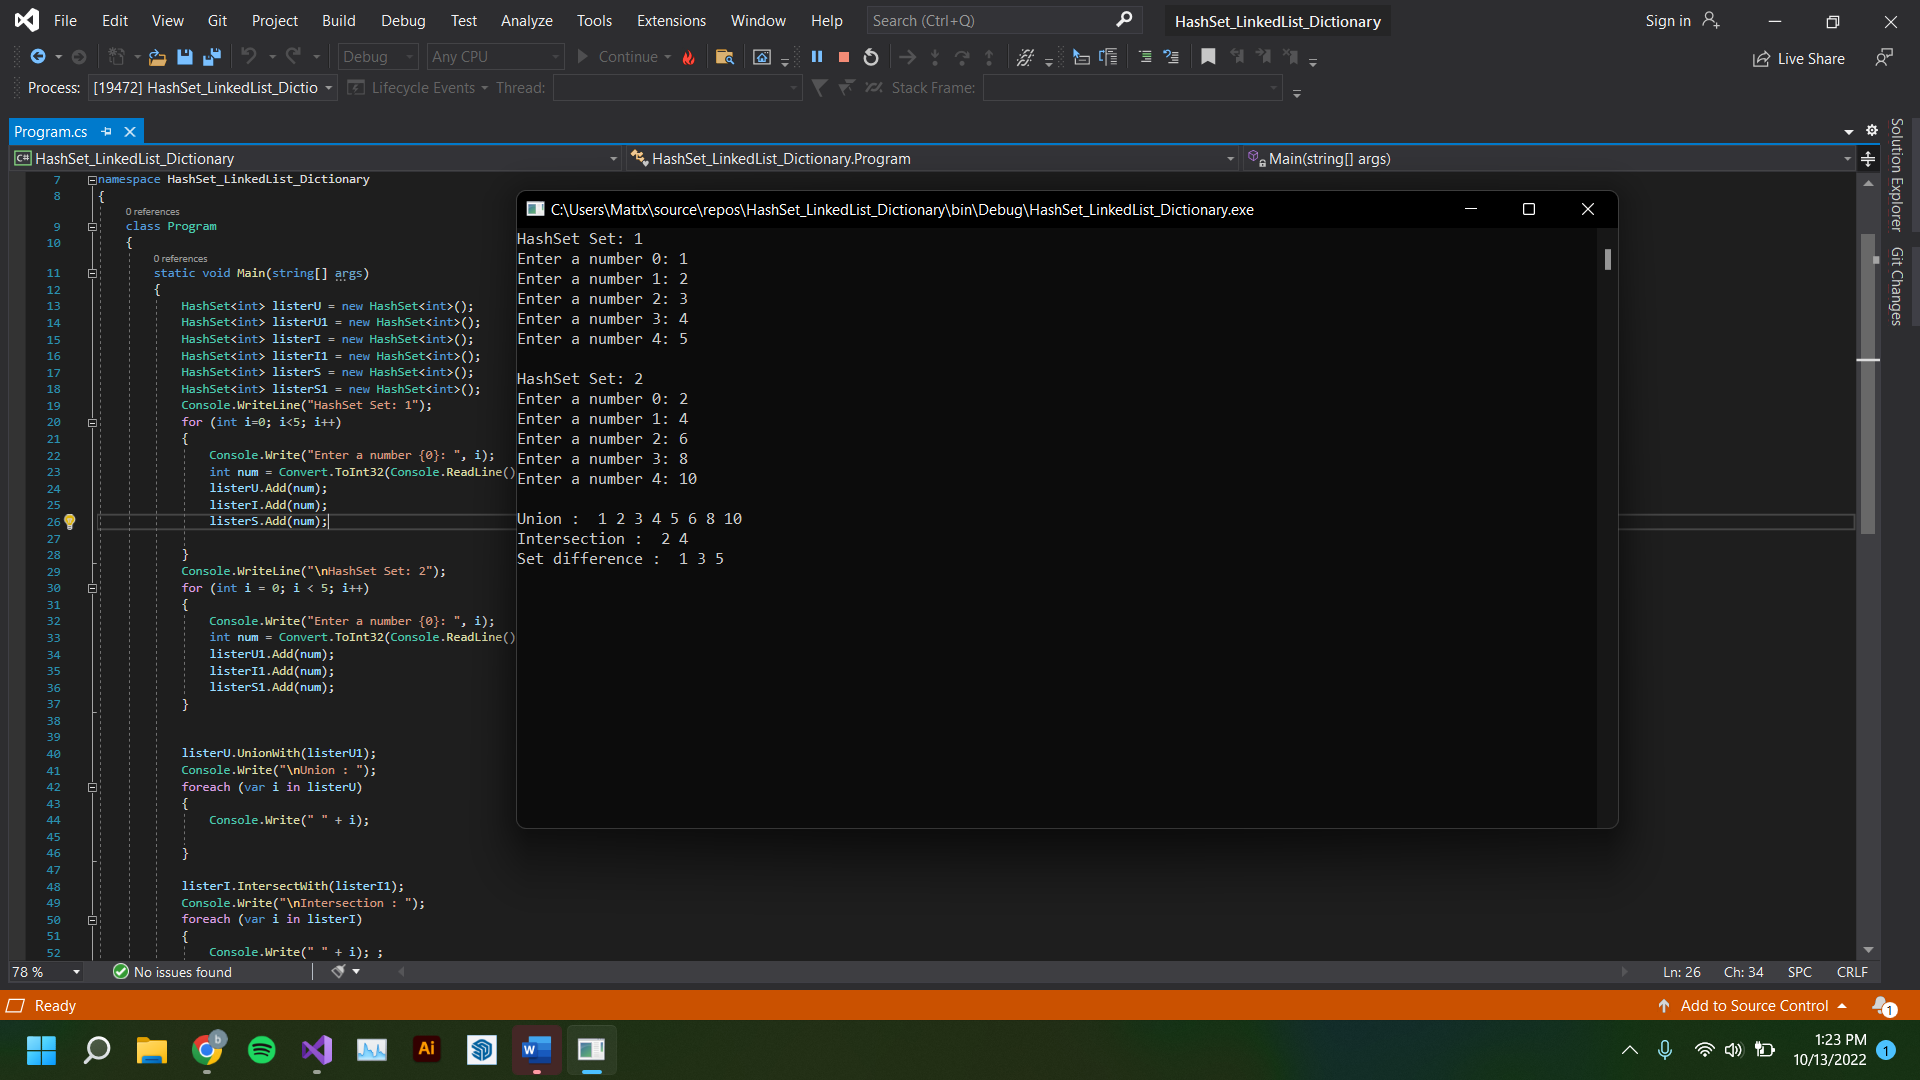 File Edit View Git Project Build Debug Test Analyze Tools Extensions Window Help Search (Ctrl+Q) HashSet_LinkedList_Dictionary Sign in
Debug Any CPU Continue Live Share
Process: [19472] HashSet_LinkedList_Dictio Lifecycle Events Thread: Stack Frame:
Program.cs
C# HashSet_LinkedList_Dictionary HashSet_LinkedList_Dictionary.Program Main(string[] args)
Solution Explorer
Git Changes
7 namespace HashSet_LinkedList_Dictionary
8 {
0 references
9 class Program
10 {
0 references
11 static void Main(string[] args)
12 {
13 HashSet<int> listerU = new HashSet<int>();
14 HashSet<int> listerU1 = new HashSet<int>();
15 HashSet<int> listerI = new HashSet<int>();
16 HashSet<int> listerI1 = new HashSet<int>();
17 HashSet<int> listerS = new HashSet<int>();
18 HashSet<int> listerS1 = new HashSet<int>();
19 Console.WriteLine("HashSet Set: 1");
20 for (int i=0; i<5; i++)
21 {
22 Console.Write("Enter a number {0}: ", i);
23 int num = Convert.ToInt32(Console.ReadLine()
24 listerU.Add(num);
25 listerI.Add(num);
26 listerS.Add(num);
27
28 }
29 Console.WriteLine("\nHashSet Set: 2");
30 for (int i = 0; i < 5; i++)
31 {
32 Console.Write("Enter a number {0}: ", i);
33 int num = Convert.ToInt32(Console.ReadLine()
34 listerU1.Add(num);
35 listerI1.Add(num);
36 listerS1.Add(num);
37 }
38
39
40 listerU.UnionWith(listerU1);
41 Console.Write("\nUnion : ");
42 foreach (var i in listerU)
43 {
44 Console.Write(" " + i);
45
46 }
47
48 listerI.IntersectWith(listerI1);
49 Console.Write("\nIntersection : ");
50 foreach (var i in listerI)
51 {
52 Console.Write(" " + i); ;
C:\Users\Mattx\source\repos\HashSet_LinkedList_Dictionary\bin\Debug\HashSet_LinkedList_Dictionary.exe
HashSet Set: 1
Enter a number 0: 1
Enter a number 1: 2
Enter a number 2: 3
Enter a number 3: 4
Enter a number 4: 5
HashSet Set: 2
Enter a number 0: 2
Enter a number 1: 4
Enter a number 2: 6
Enter a number 3: 8
Enter a number 4: 10
Union :  1 2 3 4 5 6 8 10
Intersection :  2 4
Set difference :  1 3 5
78 % No issues found Ln: 26 Ch: 34 SPC CRLF
Ready Add to Source Control 1
b Ai W 1:23 PM
10/13/2022 1